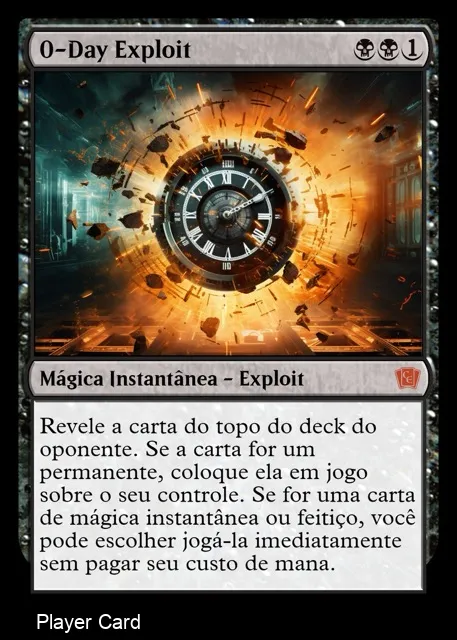 0-Day Exploit
1
Mágica Instantânea – Exploit
Revele a carta do topo do deck do
oponente. Se a carta for um
permanente, coloque ela em jogo
sobre o seu controle. Se for uma carta
de mágica instantânea ou feitiço, você
pode escolher jogá-la imediatamente
sem pagar seu custo de mana.
Player Card